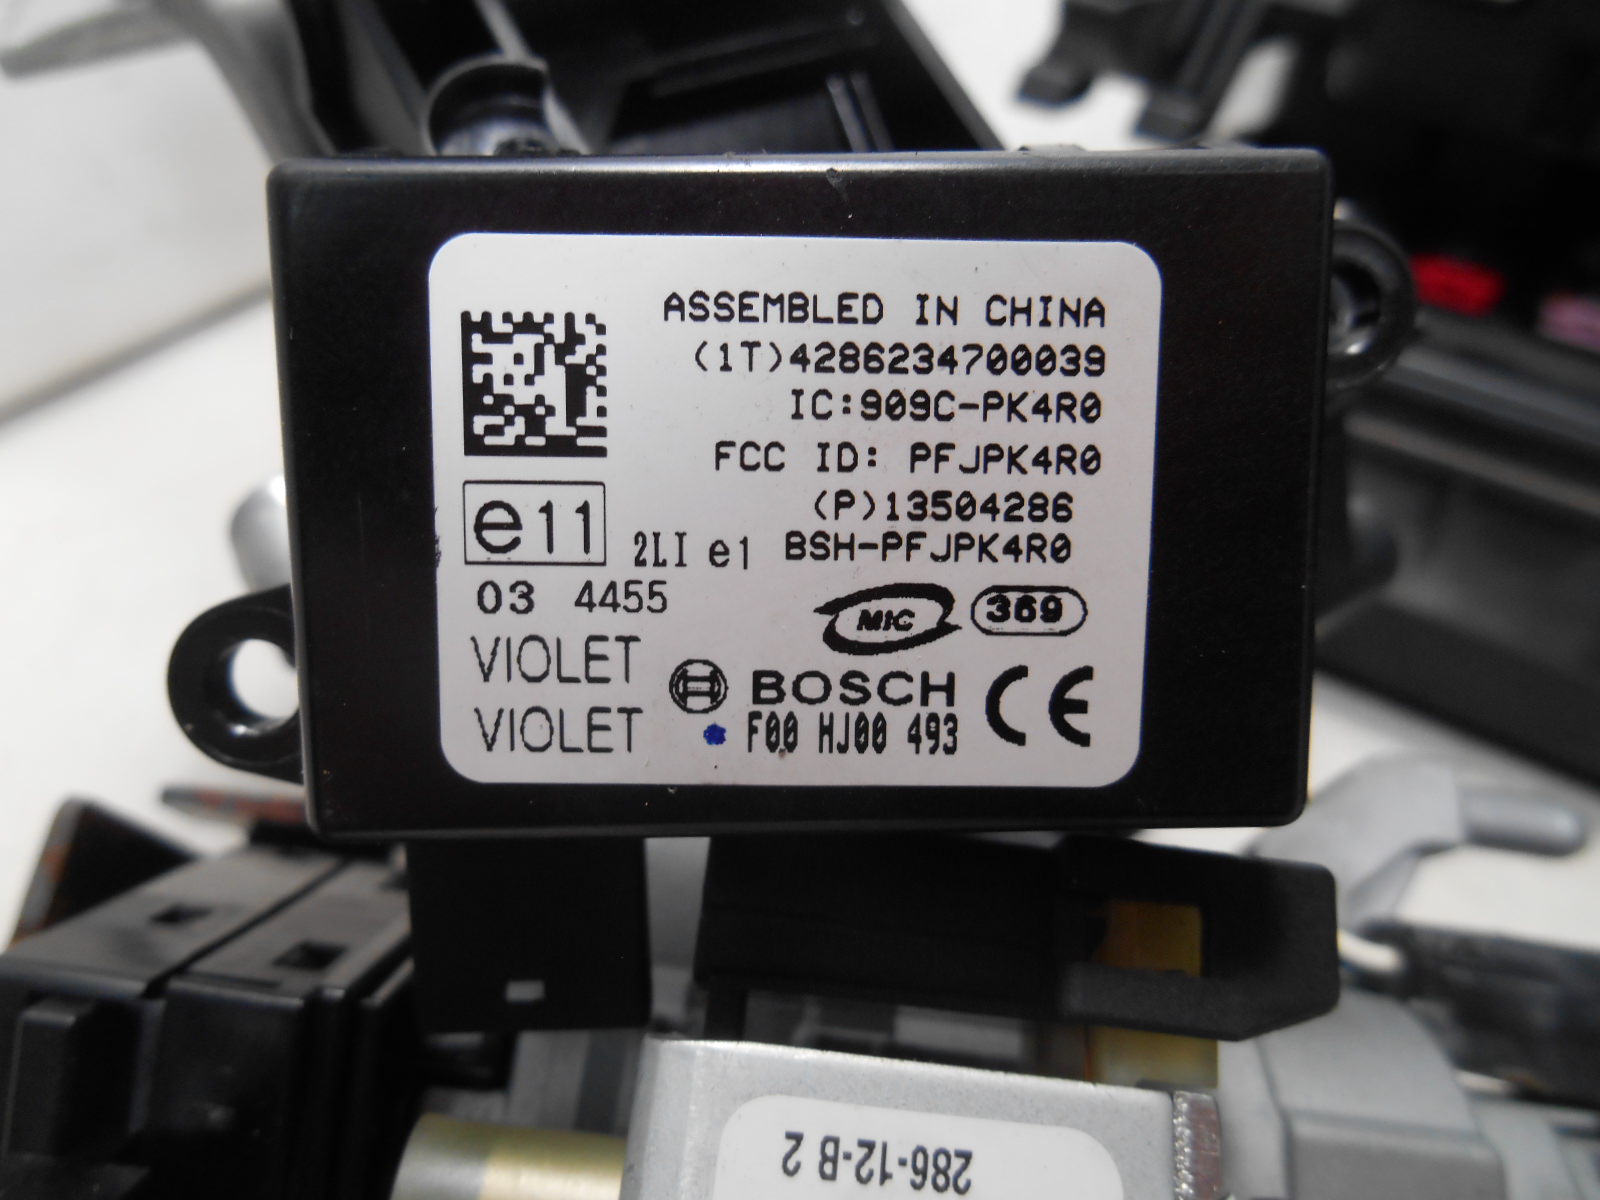 ASSEMBLED IN CHINA
(1T)4286234700039
IC:909C-PK4R0
FCC ID: PFJPK4R0
(P)13504286
e11 2LI e1 BSH-PFJPK4R0
03 4455
MIC 369
VIOLET
BOSCH CE
VIOLET F00 HJ00 493
286-12-B 2